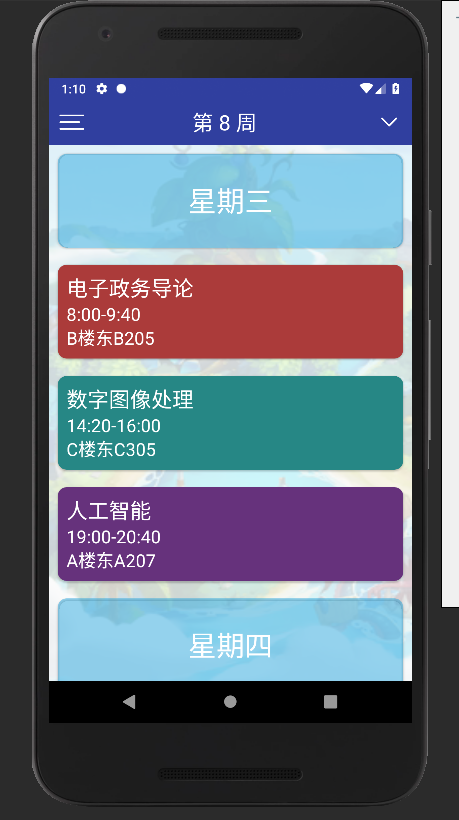 1:10
第 8 周
星期三
电子政务导论
8:00-9:40
B楼东B205
数字图像处理
14:20-16:00
C楼东C305
人工智能
19:00-20:40
A楼东A207
星期四